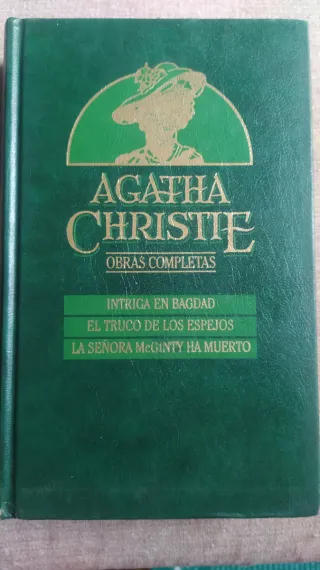 AGATHA
CHRISTIE
OBRAS COMPLETAS
INTRIGA EN BAGDAD
EL TRUCO DE LOS ESPEJOS
LA SEÑORA McGINTY HA MUERTO